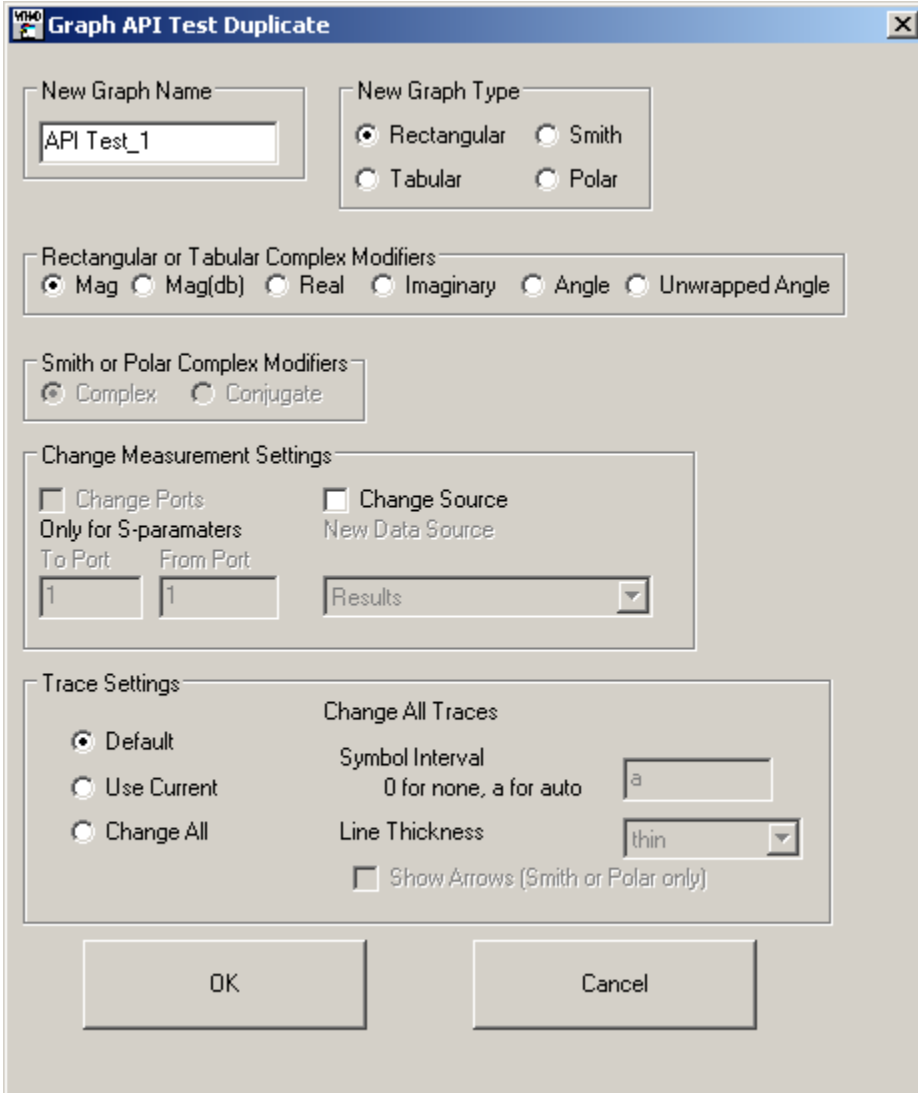 WHO Graph API Test Duplicate
New Graph Name
API Test_1
New Graph Type
Rectangular Smith
Tabular Polar
Rectangular or Tabular Complex Modifiers
Mag Mag(db) Real Imaginary Angle Unwrapped Angle
Smith or Polar Complex Modifiers
Complex Conjugate
Change Measurement Settings
Change Ports Change Source
Only for S-paramaters New Data Source
To Port From Port
1 1 Results
Trace Settings
Default
Use Current
Change All
Change All Traces
Symbol Interval
0 for none, a for auto a
Line Thickness thin
Show Arrows (Smith or Polar only)
OK Cancel